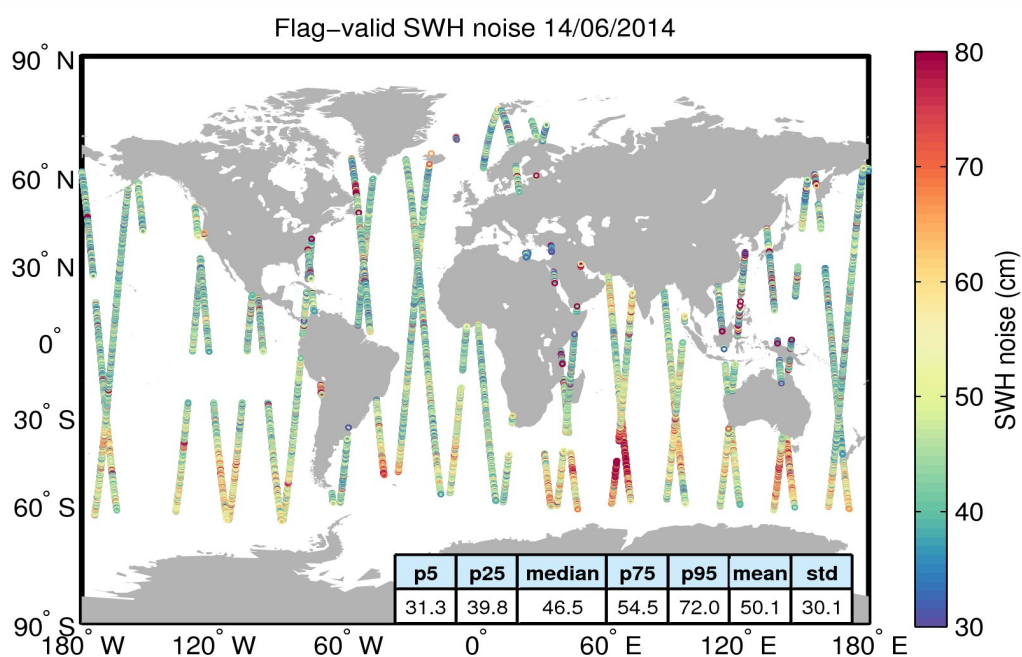 Flag−valid SWH noise 14/06/2014
90° N
60° N
30° N
0°
30° S
60° S
90° S
180° W
120° W
60° W
0°
60° E
120° E
180° E
p5 p25 median p75 p95 mean std
31.3 39.8 46.5 54.5 72.0 50.1 30.1
80
70
60
50
40
30
SWH noise (cm)